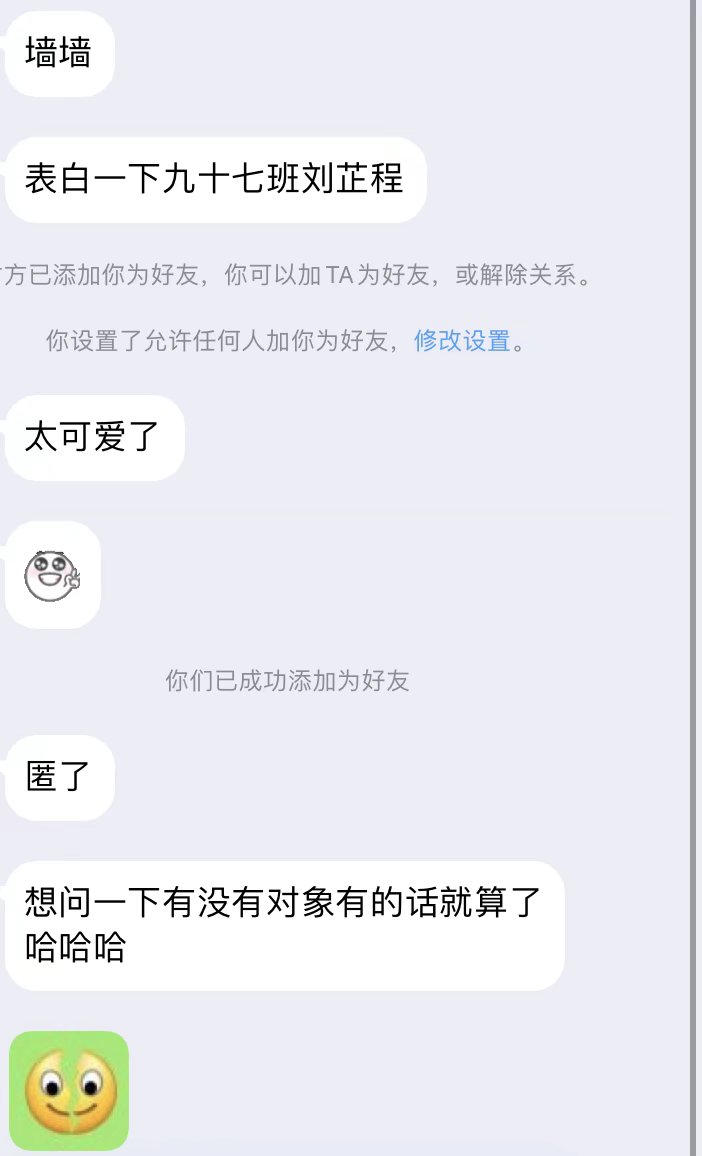 墙墙
表白一下九十七班刘芷程
方已添加你为好友，你可以加TA为好友，或解除关系。
你设置了允许任何人加你为好友，修改设置。
太可爱了
你们已成功添加为好友
匿了
想问一下有没有对象有的话就算了
哈哈哈